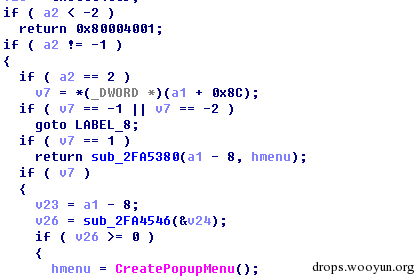 if ( a2 < -2 )
return 0x80004001;
if ( a2 != -1 )
{
if ( a2 == 2 )
v7 = *(_DWORD *)(a1 + 0x8C);
if ( v7 == -1 || v7 == -2 )
goto LABEL_8;
if ( v7 == 1 )
return sub_2FA5380(a1 - 8, hmenu);
if ( v7 )
{
v23 = a1 - 8;
v26 = sub_2FA4546(&v24);
if ( v26 >= 0 )
{
hmenu = CreatePopupMenu();
drops.wooyun.org